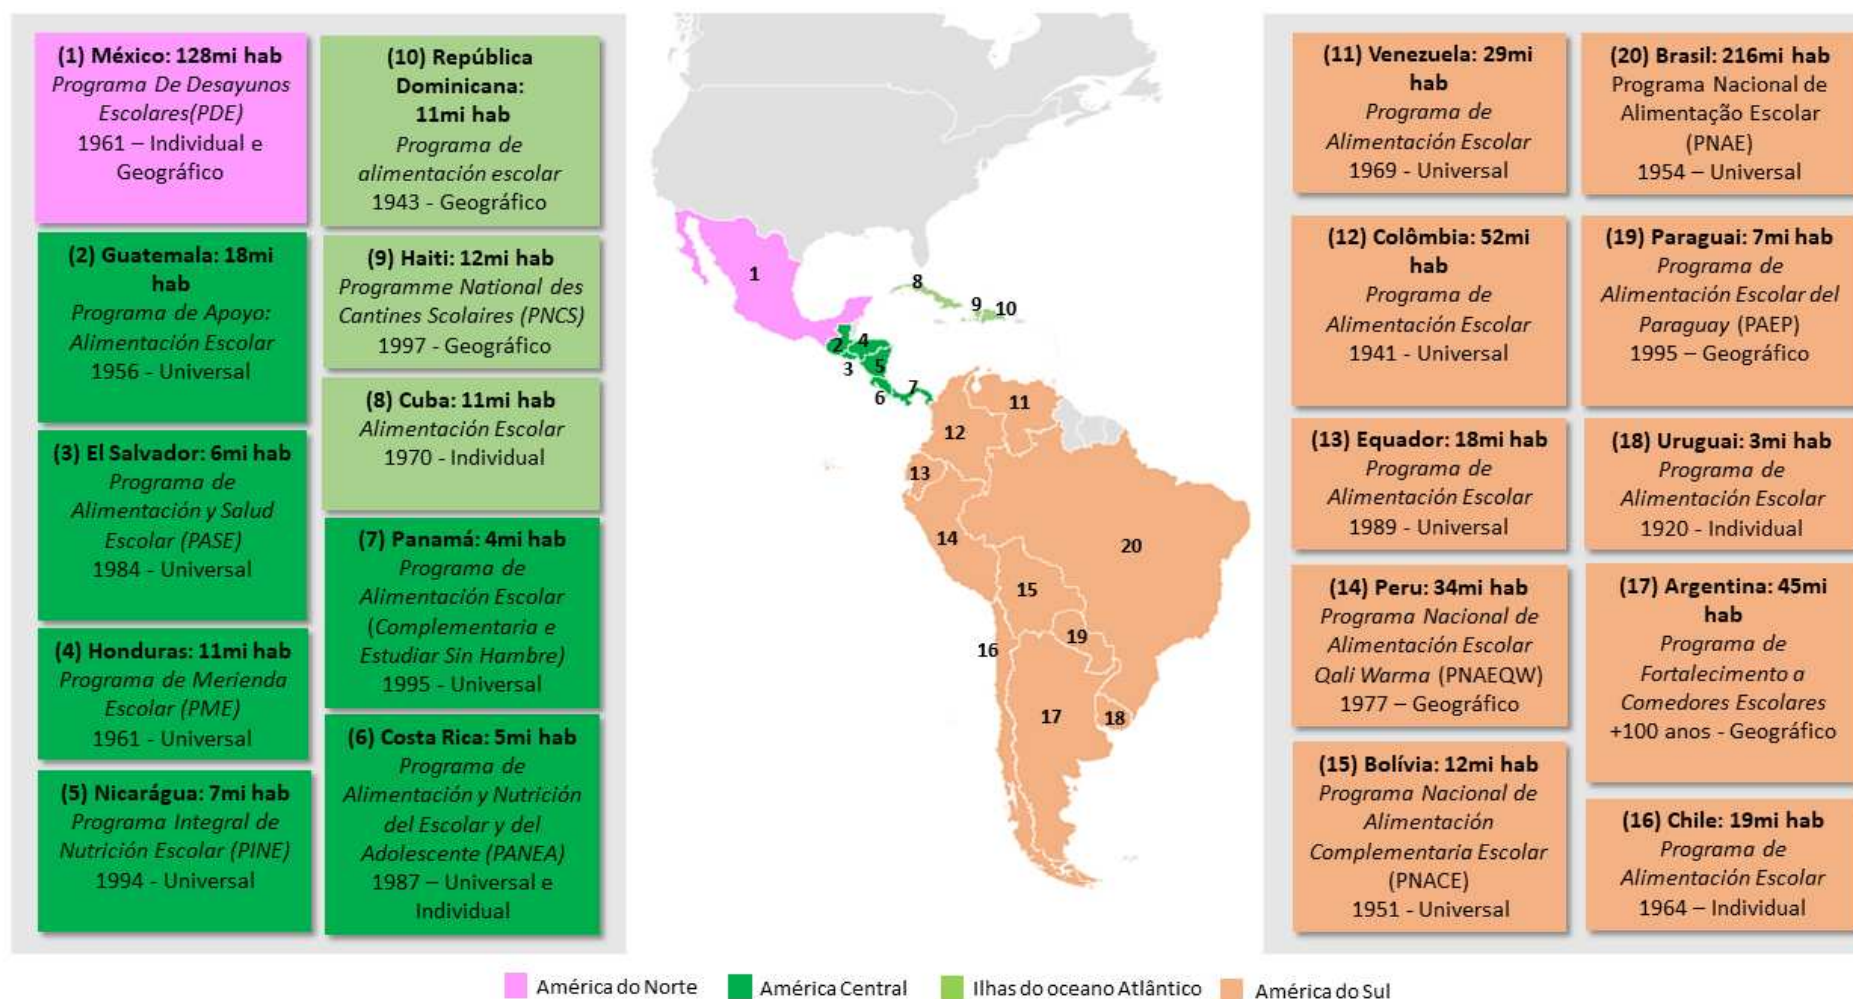 (1) México: 128mi hab
Programa De Desayunos
Escolares(PDE)
1961 – Individual e
Geográfico
(2) Guatemala: 18mi
hab
Programa de Apoyo:
Alimentación Escolar
1956 - Universal
(3) El Salvador: 6mi hab
Programa de
Alimentación y Salud
Escolar (PASE)
1984 - Universal
(4) Honduras: 11mi hab
Programa de Merienda
Escolar (PME)
1961 - Universal
(5) Nicarágua: 7mi hab
Programa Integral de
Nutrición Escolar (PINE)
1994 - Universal
(10) República
Dominicana:
11mi hab
Programa de
alimentación escolar
1943 - Geográfico
(9) Haiti: 12mi hab
Programme National des
Cantines Scolaires (PNCS)
1997 - Geográfico
(8) Cuba: 11mi hab
Alimentación Escolar
1970 - Individual
(7) Panamá: 4mi hab
Programa de
Alimentación Escolar
(Complementaria e
Estudiar Sin Hambre)
1995 - Universal
(6) Costa Rica: 5mi hab
Programa de
Alimentación y Nutrición
del Escolar y del
Adolescente (PANEA)
1987 – Universal e
Individual
1
8
9
10
2
4
3
5
6
7
11
12
13
14
20
15
19
16
17
18
(11) Venezuela: 29mi
hab
Programa de
Alimentación Escolar
1969 - Universal
(12) Colômbia: 52mi
hab
Programa de
Alimentación Escolar
1941 - Universal
(13) Equador: 18mi hab
Programa de
Alimentación Escolar
1989 - Universal
(14) Peru: 34mi hab
Programa Nacional de
Alimentación Escolar
Qali Warma (PNAEQW)
1977 – Geográfico
(15) Bolívia: 12mi hab
Programa Nacional de
Alimentación
Complementaria Escolar
(PNACE)
1951 - Universal
(20) Brasil: 216mi hab
Programa Nacional de
Alimentação Escolar
(PNAE)
1954 – Universal
(19) Paraguai: 7mi hab
Programa de
Alimentación Escolar del
Paraguay (PAEP)
1995 – Geográfico
(18) Uruguai: 3mi hab
Programa de
Alimentación Escolar
1920 - Individual
(17) Argentina: 45mi
hab
Programa de
Fortalecimento a
Comedores Escolares
+100 anos - Geográfico
(16) Chile: 19mi hab
Programa de
Alimentación Escolar
1964 – Individual
América do Norte
América Central
Ilhas do oceano Atlântico
América do Sul